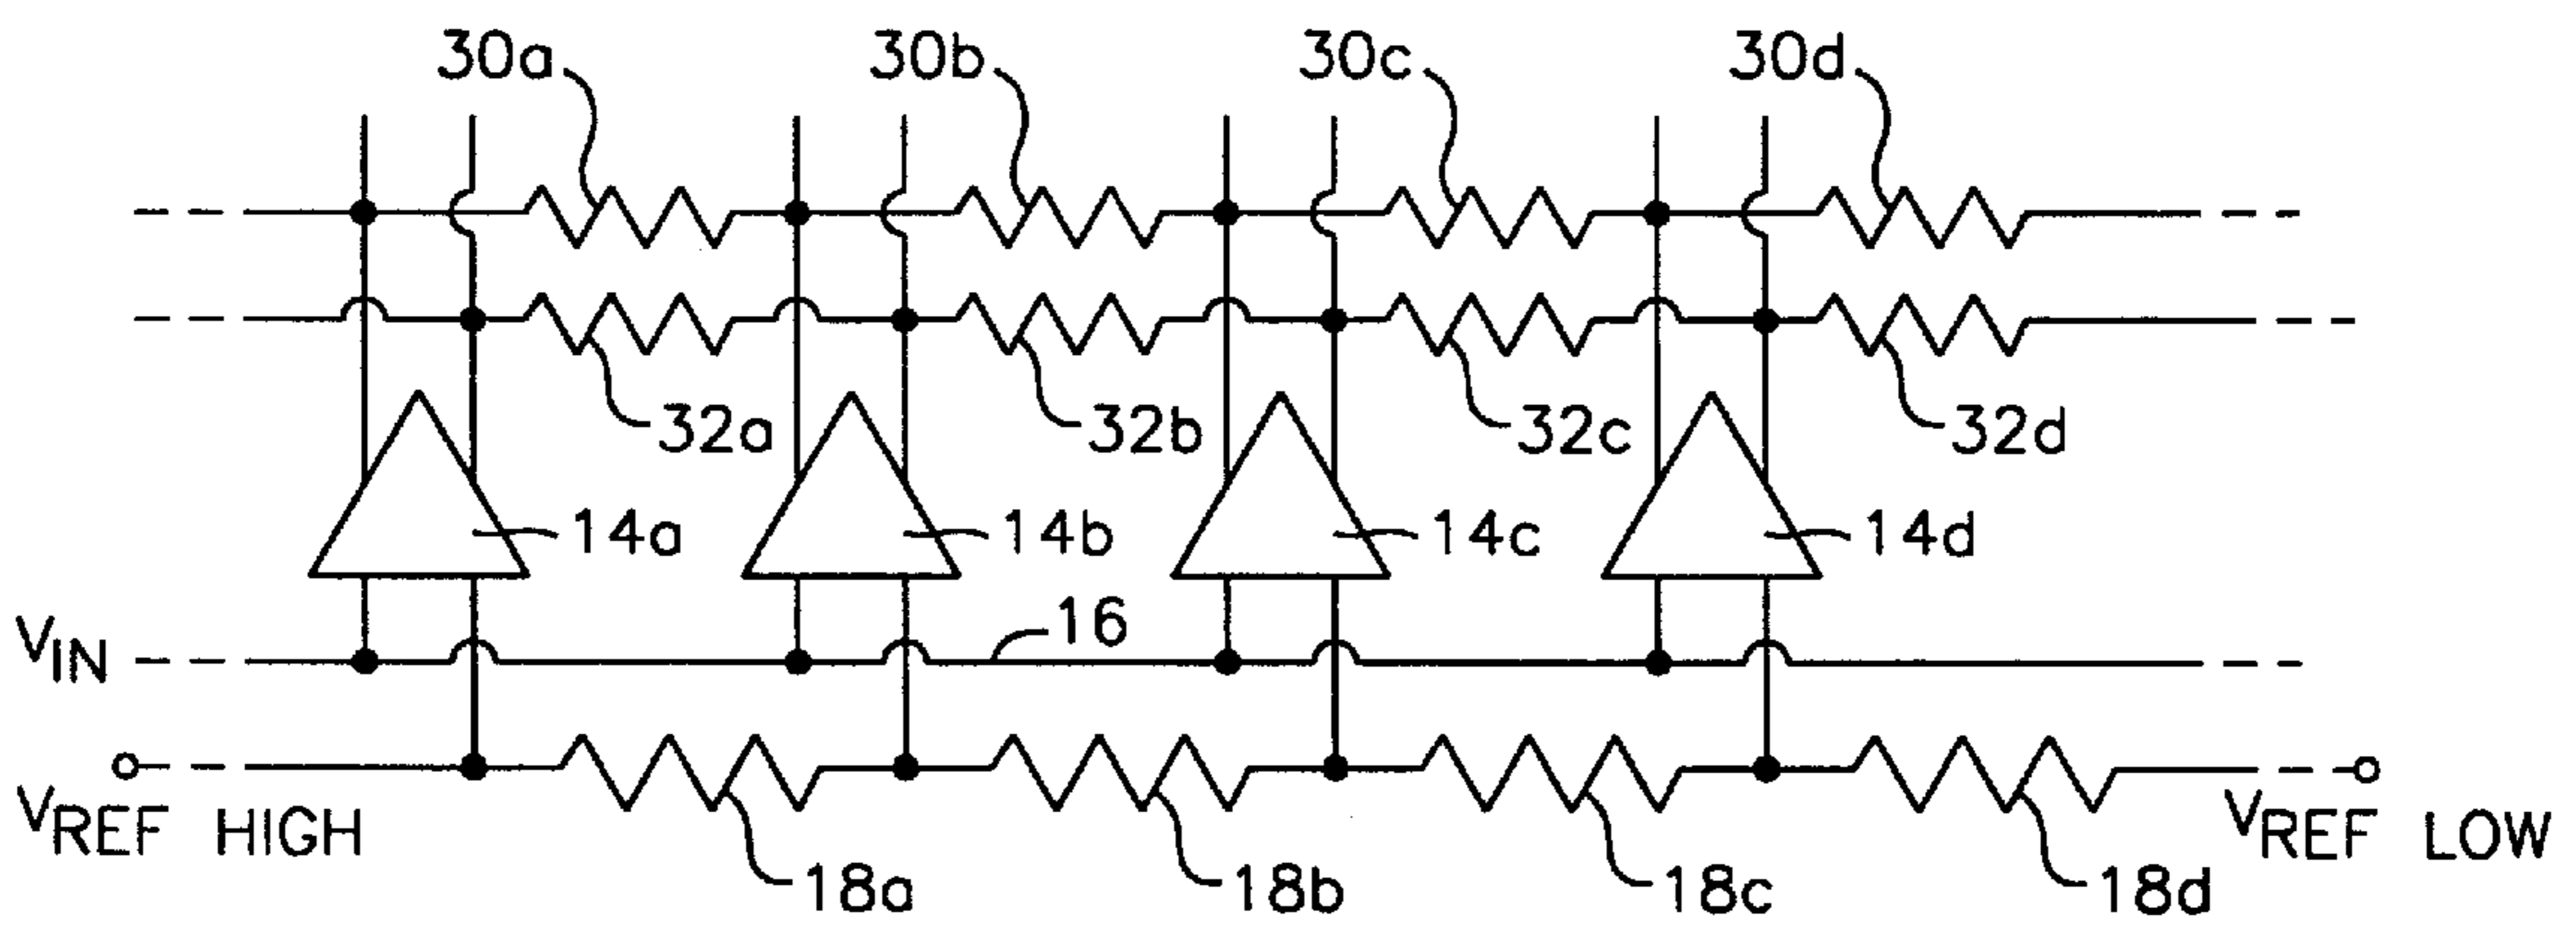 30a 30b 30c 30d
32a 32b 32c 32d
14a 14b 14c 14d
16
VIN
VREF HIGH
VREF LOW
18a 18b 18c 18d